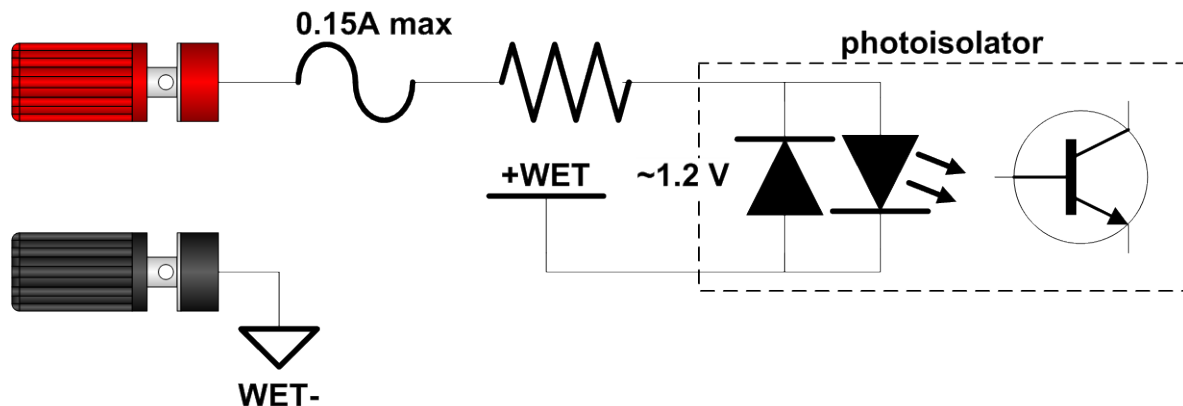 0.15A max
photoisolator
+WET
~1.2 V
WET-